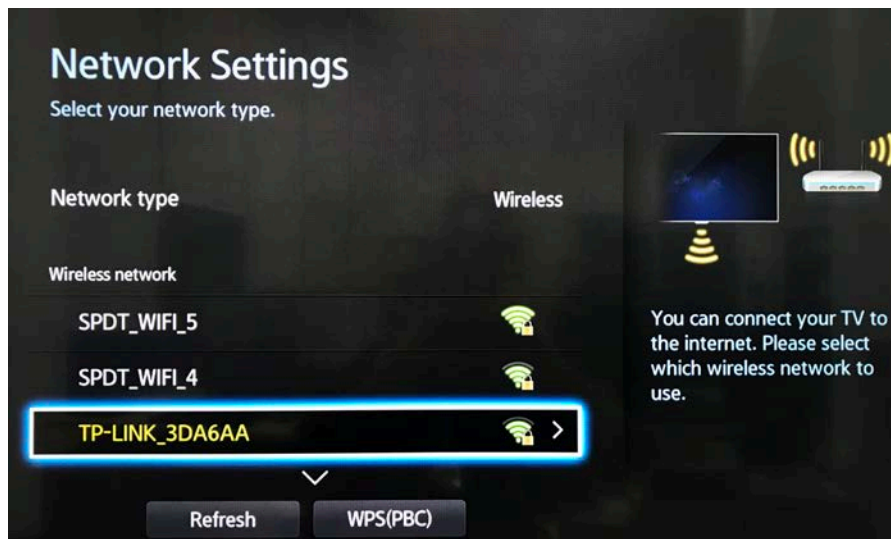 Network Settings
Select your network type.
Network type Wireless
Wireless network
SPDT_WIFI_5
SPDT_WIFI_4
TP-LINK_3DA6AA
Refresh WPS(PBC)
You can connect your TV to
the internet. Please select
which wireless network to
use.